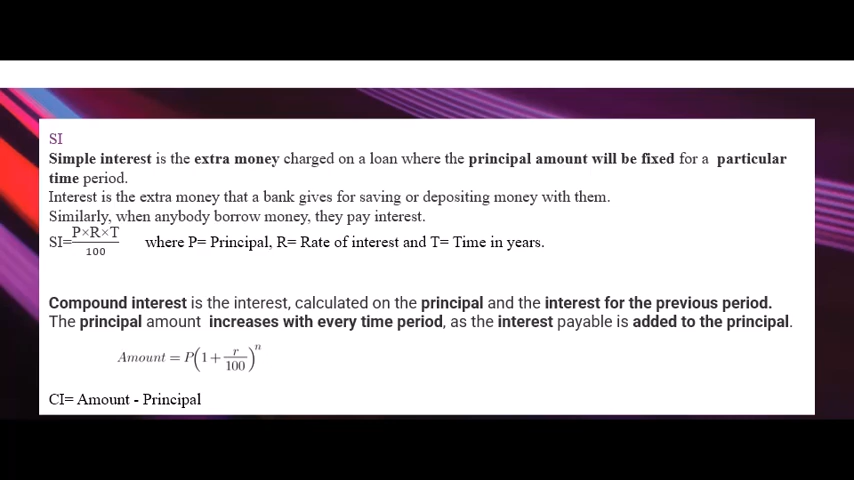 SI
Simple interest is the extra money charged on a loan where the principal amount will be fixed for a particular
time period.
Interest is the extra money that a bank gives for saving or depositing money with them.
Similarly, when anybody borrow money, they pay interest.
SI=P×R×T/100 where P= Principal, R= Rate of interest and T= Time in years.
Compound interest is the interest, calculated on the principal and the interest for the previous period.
The principal amount increases with every time period, as the interest payable is added to the principal.
Amount = P(1+r/100)^n
CI= Amount - Principal